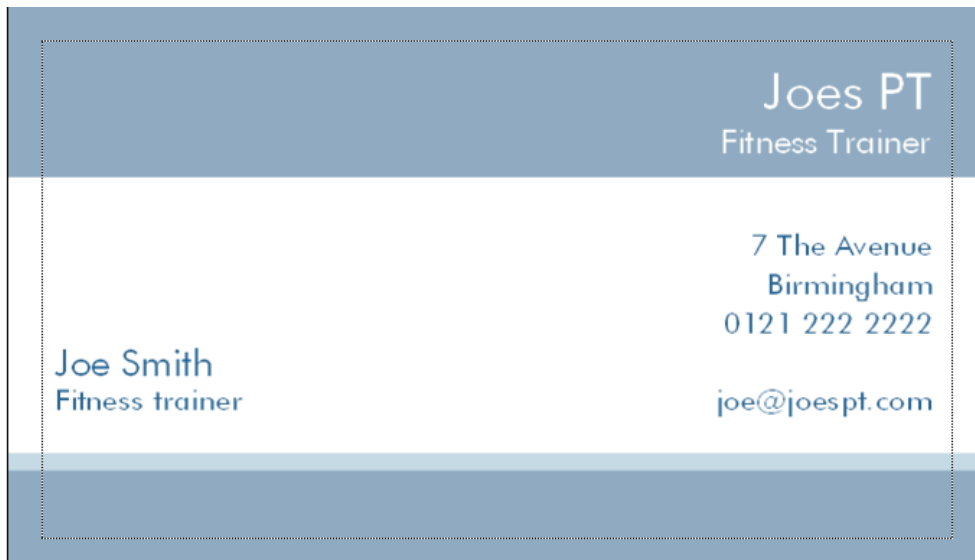 Joes PT
Fitness Trainer
7 The Avenue
Birmingham
0121 222 2222
Joe Smith
Fitness trainer
joe@joespt.com